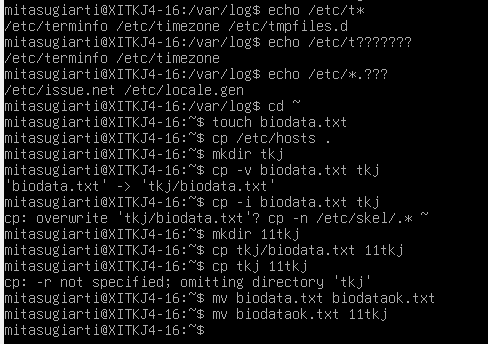 mitasugiarti@XITKJ4-16:/var/log$ echo /etc/t*
/etc/terminfo /etc/timezone /etc/tmpfiles.d
mitasugiarti@XITKJ4-16:/var/log$ echo /etc/t???????
/etc/terminfo /etc/timezone
mitasugiarti@XITKJ4-16:/var/log$ echo /etc/*.???
/etc/issue.net /etc/locale.gen
mitasugiarti@XITKJ4-16:/var/log$ cd ~
mitasugiarti@XITKJ4-16:~$ touch biodata.txt
mitasugiarti@XITKJ4-16:~$ cp /etc/hosts .
mitasugiarti@XITKJ4-16:~$ mkdir tkj
mitasugiarti@XITKJ4-16:~$ cp -v biodata.txt tkj
'biodata.txt' -> 'tkj/biodata.txt'
mitasugiarti@XITKJ4-16:~$ cp -i biodata.txt tkj
cp: overwrite 'tkj/biodata.txt'? cp -n /etc/skel/.* ~
mitasugiarti@XITKJ4-16:~$ mkdir 11tkj
mitasugiarti@XITKJ4-16:~$ cp tkj/biodata.txt 11tkj
mitasugiarti@XITKJ4-16:~$ cp tkj 11tkj
cp: -r not specified; omitting directory 'tkj'
mitasugiarti@XITKJ4-16:~$ mv biodata.txt biodataok.txt
mitasugiarti@XITKJ4-16:~$ mv biodataok.txt 11tkj
mitasugiarti@XITKJ4-16:~$